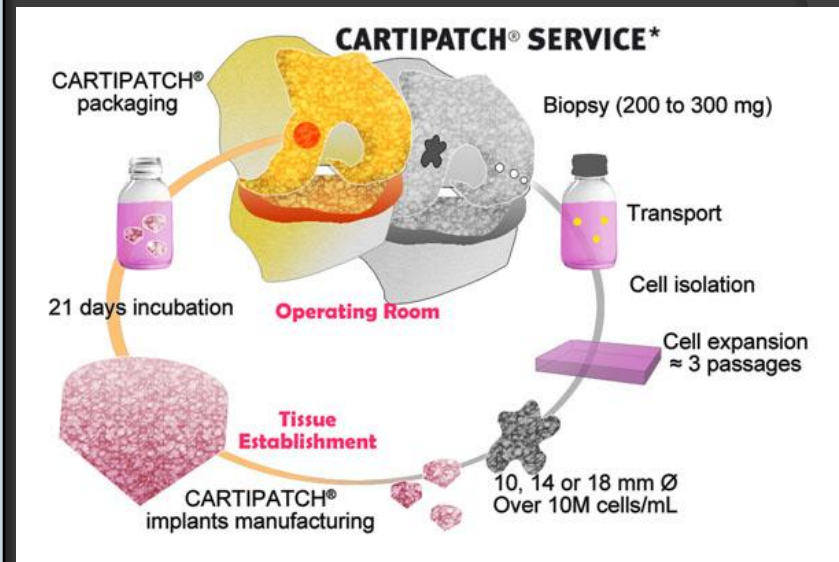 CARTIPATCH® SERVICE*
CARTIPATCH®
packaging
Biopsy (200 to 300 mg)
Transport
Cell isolation
21 days incubation
Operating Room
Cell expansion
≈ 3 passages
Tissue
Establishment
10, 14 or 18 mm Ø
Over 10M cells/mL
CARTIPATCH®
implants manufacturing